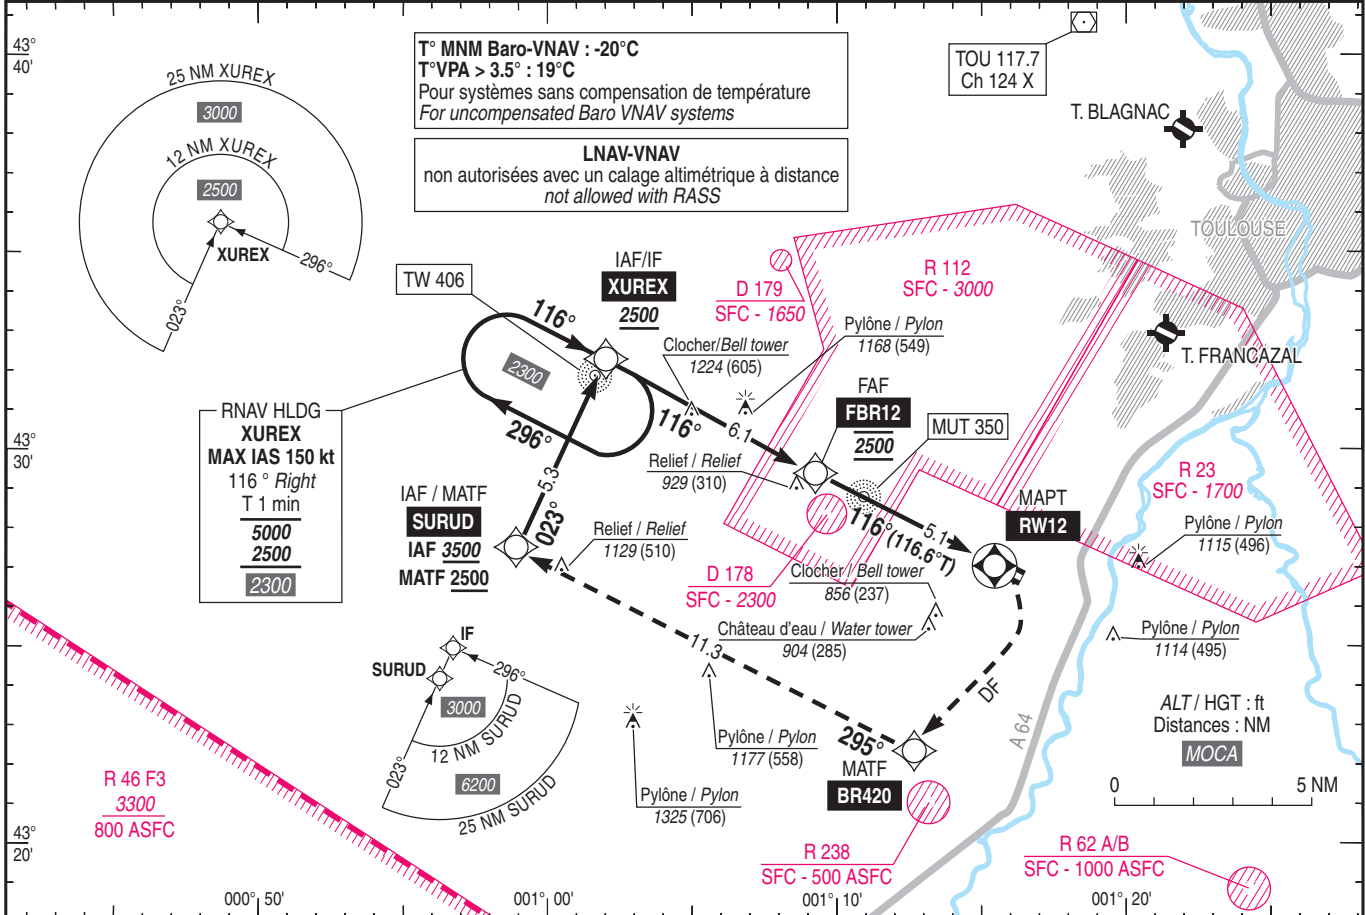 43°
40'
25 NM XUREX
3000
12 NM XUREX
2500
XUREX
296°
023°
T° MNM Baro-VNAV : -20°C
T°VPA > 3.5° : 19°C
Pour systèmes sans compensation de température
For uncompensated Baro VNAV systems
LNAV-VNAV
non autorisées avec un calage altimétrique à distance
not allowed with RASS
TOU 117.7
Ch 124 X
T. BLAGNAC
TOULOUSE
TW 406
IAF/IF
XUREX
2500
D 179
SFC - 1650
R 112
SFC - 3000
116°
2300
296°
Clocher/Bell tower
1224 (605)
Pylône / Pylon
1168 (549)
T. FRANCAZAL
RNAV HLDG
XUREX
MAX IAS 150 kt
116 ° Right
T 1 min
5000
2500
2300
116°
6.1
FAF
FBR12
2500
MUT 350
43°
30'
Relief / Relief
929 (310)
R 23
SFC - 1700
5.3
023°
IAF / MATF
SURUD
IAF 3500
MATF 2500
Relief / Relief
1129 (510)
116°(116.6°T)
5.1
MAPT
RW12
Pylône / Pylon
1115 (496)
D 178
SFC - 2300
Clocher / Bell tower
856 (237)
Château d'eau / Water tower
904 (285)
Pylône / Pylon
1114 (495)
11.3
DF
IF
SURUD
296°
3000
12 NM SURUD
023°
6200
25 NM SURUD
Pylône / Pylon
1177 (558)
295°
MATF
BR420
A 64
ALT / HGT : ft
Distances : NM
MOCA
0
5 NM
R 46 F3
3300
800 ASFC
Pylône / Pylon
1325 (706)
43°
20'
R 238
SFC - 500 ASFC
R 62 A/B
SFC - 1000 ASFC
000° 50'
001° 00'
001° 10'
001° 20'